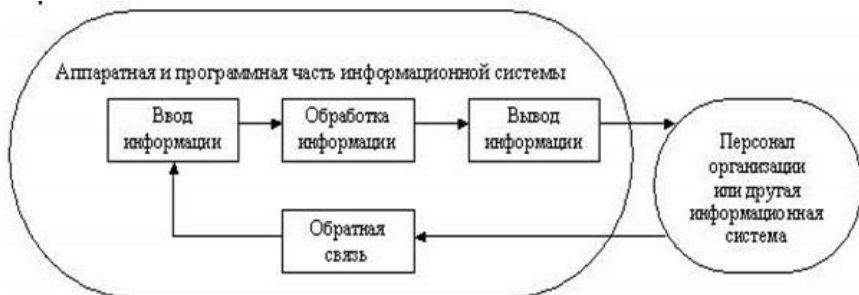 Аппаратная и программная часть информационной системы
Ввод
информации
Обработка
информации
Вывод
информации
Персонал
организации
или другая
информационная
система
Обратная
связь